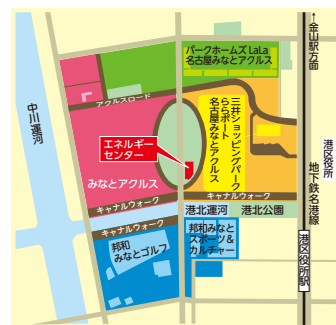 ←金山駅方面
パークホームズ LaLa
名古屋みなとアクルス
アクルスロード
中川運河
三井ショッピングパーク
ららぽーと
名古屋みなとアクルス
エネルギー
センター
みなとアクルス
港区役所
地下鉄名港線
キャナルウォーク
キャナルウォーク
港北運河
港北公園
キャナルウォーク
邦和
みなとゴルフ
邦和みなと
スポーツ&
カルチャー
港区役所駅